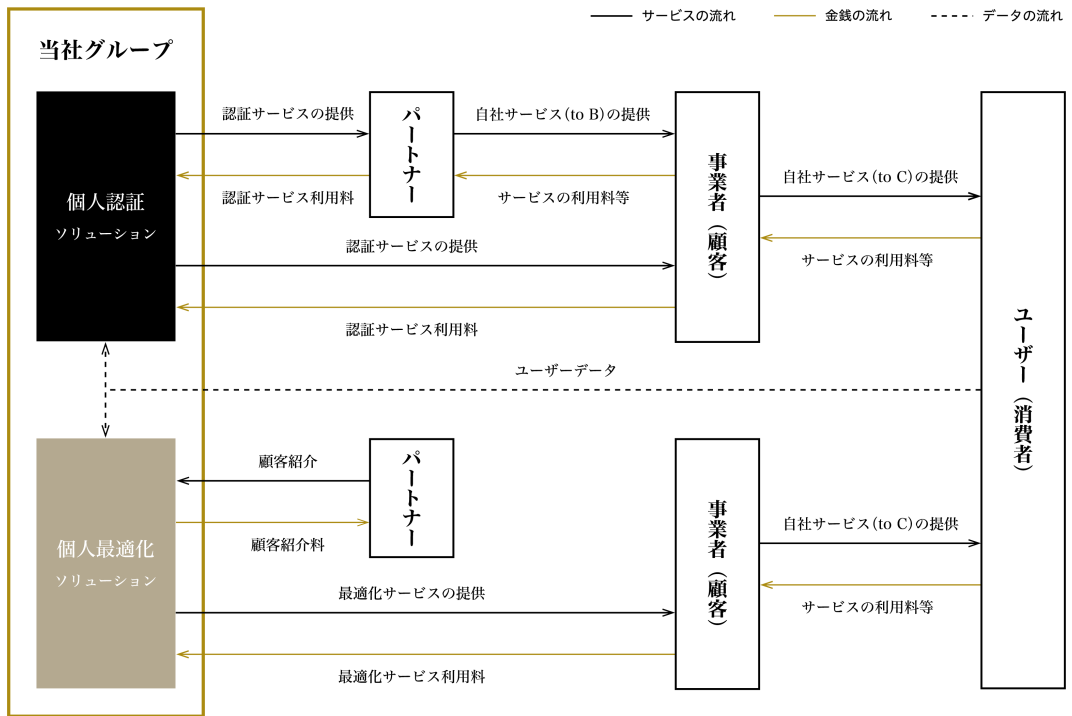 サービスの流れ
金銭の流れ
データの流れ
当社グループ
個人認証
ソリューション
認証サービスの提供
認証サービス利用料
パートナー
自社サービス(to B)の提供
サービスの利用料等
認証サービスの提供
認証サービス利用料
事業者(顧客)
自社サービス(to C)の提供
サービスの利用料等
ユーザー(消費者)
ユーザーデータ
個人最適化
ソリューション
顧客紹介
顧客紹介料
パートナー
最適化サービスの提供
最適化サービス利用料
事業者(顧客)
自社サービス(to C)の提供
サービスの利用料等